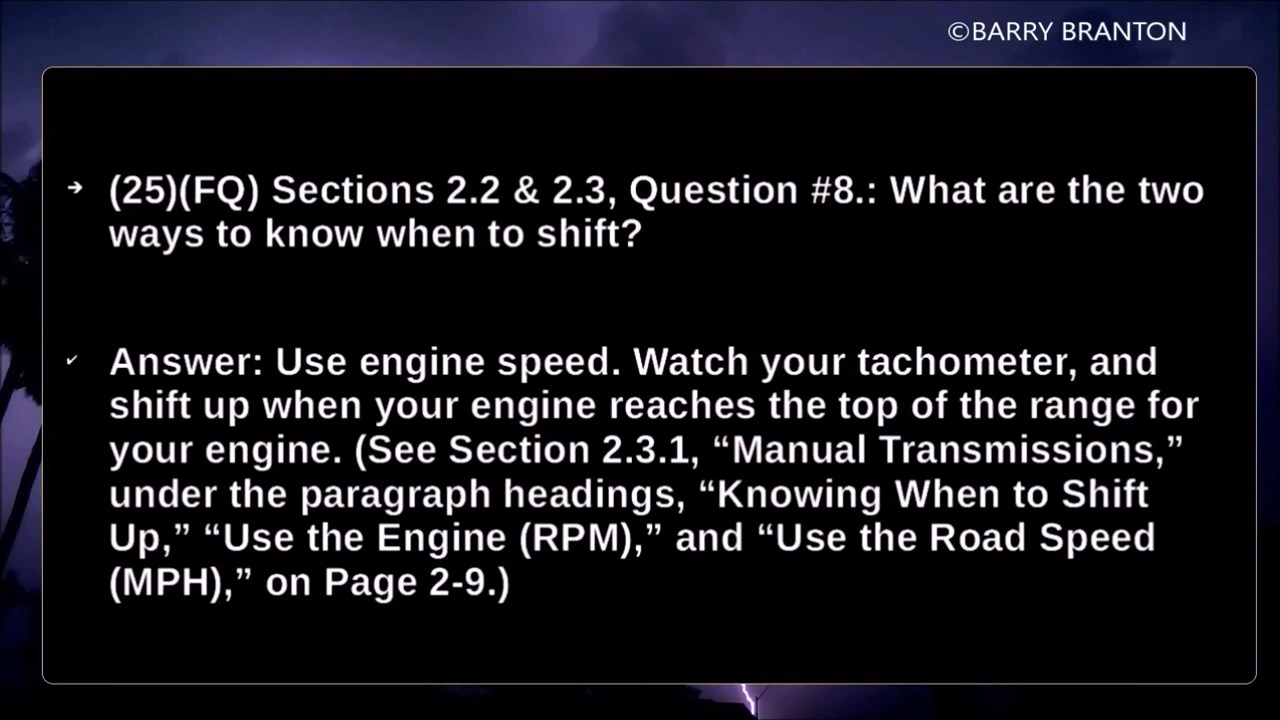 ©BARRY BRANTON
➔ (25)(FQ) Sections 2.2 & 2.3, Question #8.: What are the two
ways to know when to shift?
✓ Answer: Use engine speed. Watch your tachometer, and
shift up when your engine reaches the top of the range for
your engine. (See Section 2.3.1, “Manual Transmissions,”
under the paragraph headings, “Knowing When to Shift
Up,” “Use the Engine (RPM),” and “Use the Road Speed
(MPH),” on Page 2-9.)